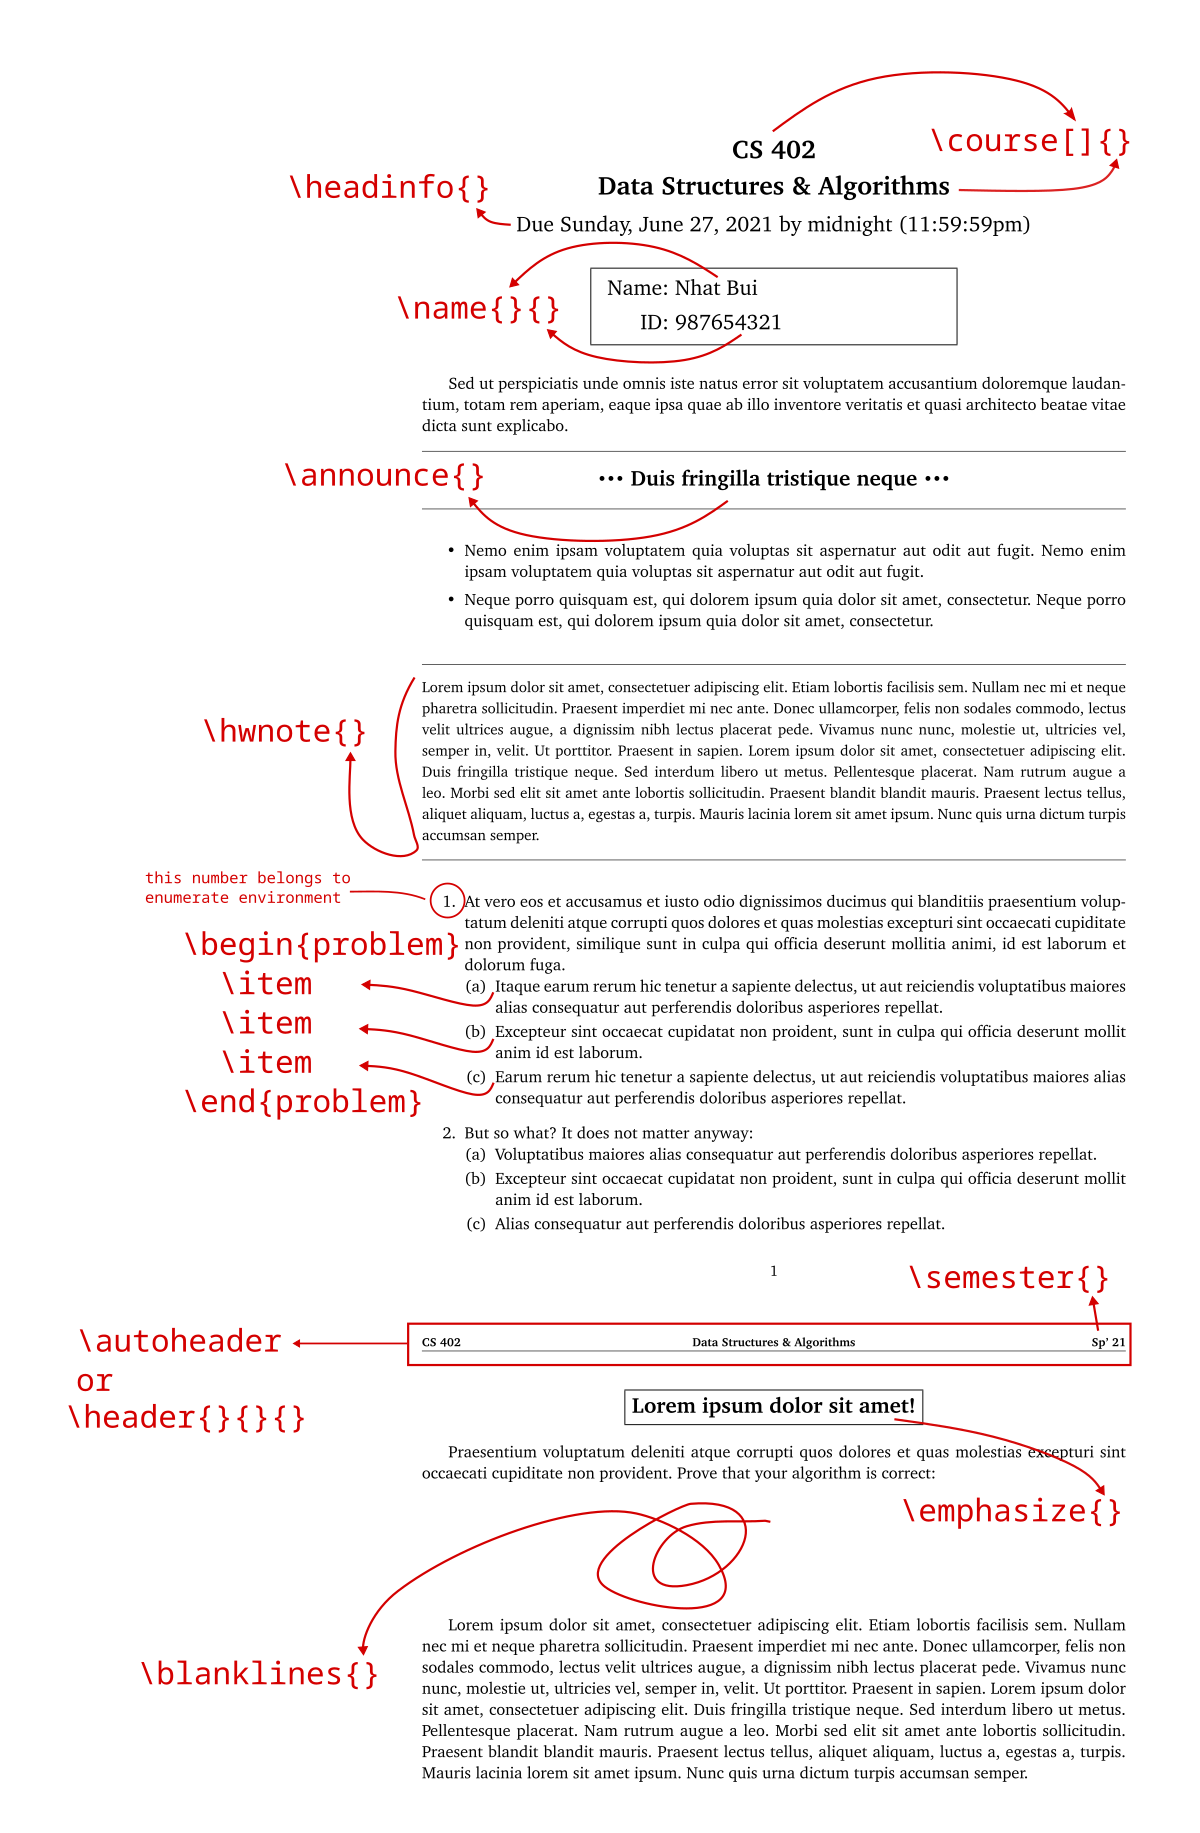 CS 402
\course[]{}
\headinfo{}
Data Structures & Algorithms
Due Sunday, June 27, 2021 by midnight (11:59:59pm)
Name: Nhat Bui
\name{}{}
ID: 987654321
Sed ut perspiciatis unde omnis iste natus error sit voluptatem accusantium doloremque laudan-
tium, totam rem aperiam, eaque ipsa quae ab illo inventore veritatis et quasi architecto beatae vitae
dicta sunt explicabo.
\announce{}
••• Duis fringilla tristique neque •••
• Nemo enim ipsam voluptatem quia voluptas sit aspernatur aut odit aut fugit. Nemo enim
ipsam voluptatem quia voluptas sit aspernatur aut odit aut fugit.
• Neque porro quisquam est, qui dolorem ipsum quia dolor sit amet, consectetur. Neque porro
quisquam est, qui dolorem ipsum quia dolor sit amet, consectetur.
\hwnote{}
Lorem ipsum dolor sit amet, consectetuer adipiscing elit. Etiam lobortis facilisis sem. Nullam nec mi et neque
pharetra sollicitudin. Praesent imperdiet mi nec ante. Donec ullamcorper, felis non sodales commodo, lectus
velit ultrices augue, a dignissim nibh lectus placerat pede. Vivamus nunc nunc, molestie ut, ultricies vel,
semper in, velit. Ut porttitor. Praesent in sapien. Lorem ipsum dolor sit amet, consectetuer adipiscing elit.
Duis fringilla tristique neque. Sed interdum libero ut metus. Pellentesque placerat. Nam rutrum augue a
leo. Morbi sed elit sit amet ante lobortis sollicitudin. Praesent blandit blandit mauris. Praesent lectus tellus,
aliquet aliquam, luctus a, egestas a, turpis. Mauris lacinia lorem sit amet ipsum. Nunc quis urna dictum turpis
accumsan semper.
this number belongs to
enumerate environment
1. At vero eos et accusamus et iusto odio dignissimos ducimus qui blanditiis praesentium volup-
tatum deleniti atque corrupti quos dolores et quas molestias excepturi sint occaecati cupiditate
non provident, similique sunt in culpa qui officia deserunt mollitia animi, id est laborum et
dolorum fuga.
\begin{problem}
\item
\item
\item
\end{problem}
(a) Itaque earum rerum hic tenetur a sapiente delectus, ut aut reiciendis voluptatibus maiores
alias consequatur aut perferendis doloribus asperiores repellat.
(b) Excepteur sint occaecat cupidatat non proident, sunt in culpa qui officia deserunt mollit
anim id est laborum.
(c) Earum rerum hic tenetur a sapiente delectus, ut aut reiciendis voluptatibus maiores alias
consequatur aut perferendis doloribus asperiores repellat.
2. But so what? It does not matter anyway:
(a) Voluptatibus maiores alias consequatur aut perferendis doloribus asperiores repellat.
(b) Excepteur sint occaecat cupidatat non proident, sunt in culpa qui officia deserunt mollit
anim id est laborum.
(c) Alias consequatur aut perferendis doloribus asperiores repellat.
1
\semester{}
\autoheader
or
\header{}{}{}
CS 402 Data Structures & Algorithms Sp’ 21
Lorem ipsum dolor sit amet!
Praesentium voluptatum deleniti atque corrupti quos dolores et quas molestias excepturi sint
occaecati cupiditate non provident. Prove that your algorithm is correct:
\emphasize{}
\blanklines{}
Lorem ipsum dolor sit amet, consectetuer adipiscing elit. Etiam lobortis facilisis sem. Nullam
nec mi et neque pharetra sollicitudin. Praesent imperdiet mi nec ante. Donec ullamcorper, felis non
sodales commodo, lectus velit ultrices augue, a dignissim nibh lectus placerat pede. Vivamus nunc
nunc, molestie ut, ultricies vel, semper in, velit. Ut porttitor. Praesent in sapien. Lorem ipsum dolor
sit amet, consectetuer adipiscing elit. Duis fringilla tristique neque. Sed interdum libero ut metus.
Pellentesque placerat. Nam rutrum augue a leo. Morbi sed elit sit amet ante lobortis sollicitudin.
Praesent blandit blandit mauris. Praesent lectus tellus, aliquet aliquam, luctus a, egestas a, turpis.
Mauris lacinia lorem sit amet ipsum. Nunc quis urna dictum turpis accumsan semper.